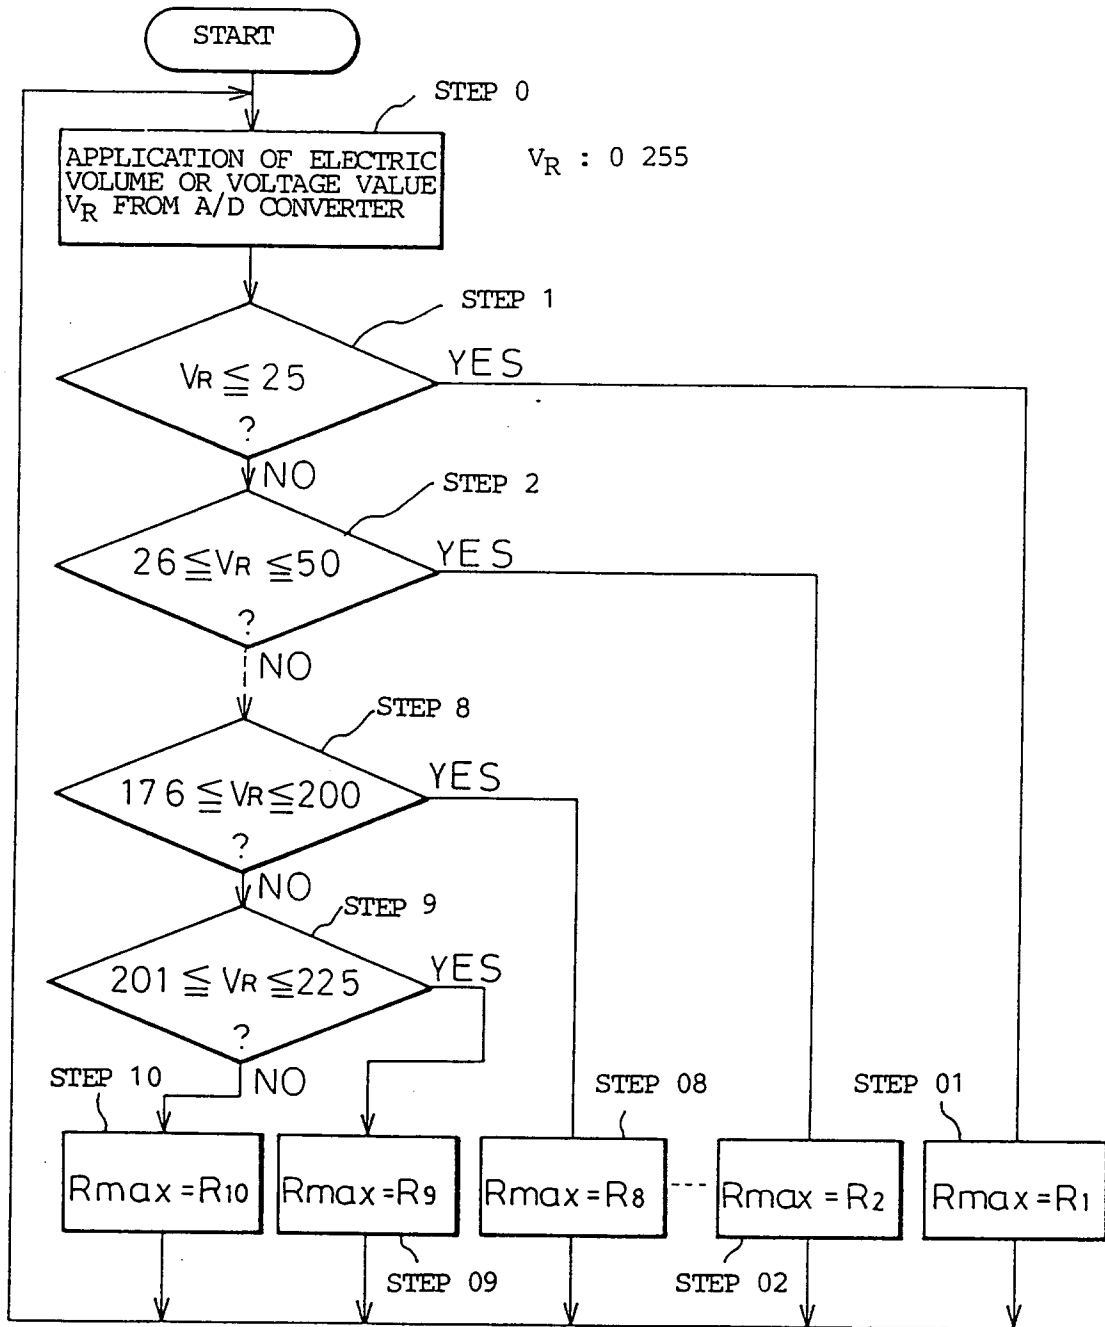 START
STEP 0
APPLICATION OF ELECTRIC
VOLUME OR VOLTAGE VALUE
VR FROM A/D CONVERTER
VR : 0 255
STEP 1
VR ≦ 25
?
YES
NO
STEP 2
26 ≦ VR ≦ 50
?
YES
NO
STEP 8
176 ≦ VR ≦ 200
?
YES
NO
STEP 9
201 ≦ VR ≦ 225
?
YES
NO
STEP 10
STEP 08
STEP 01
Rmax = R10
Rmax = R9
Rmax = R8
Rmax = R2
Rmax = R1
STEP 09
STEP 02